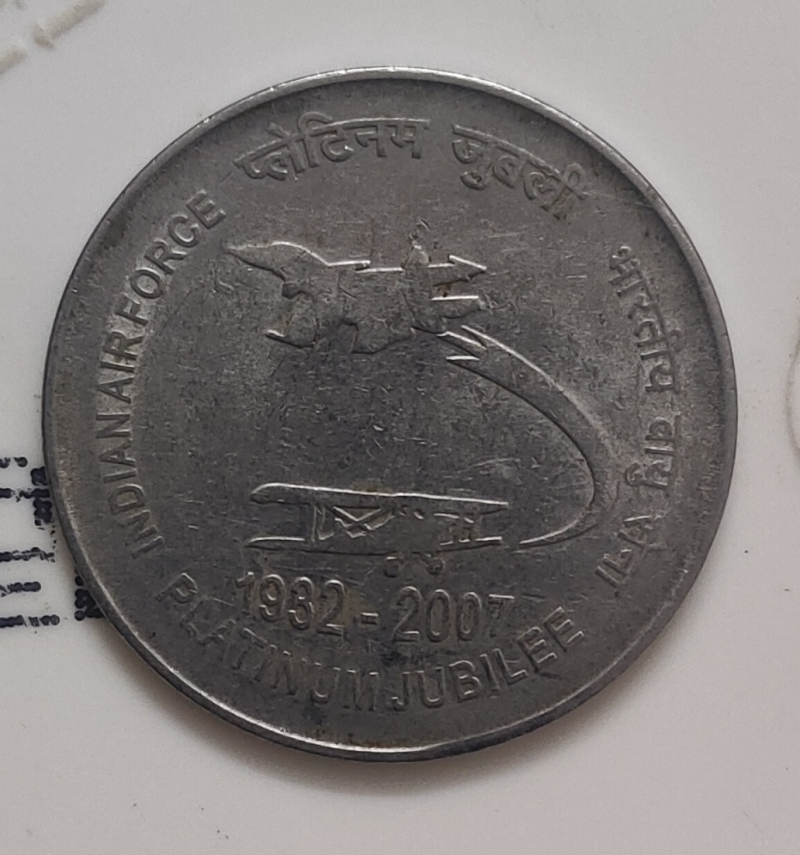 प्लेटिनम जुबली
भारतीय वायु सेना
INDIAN AIR FORCE
1932-2007
PLATINUM JUBILEE